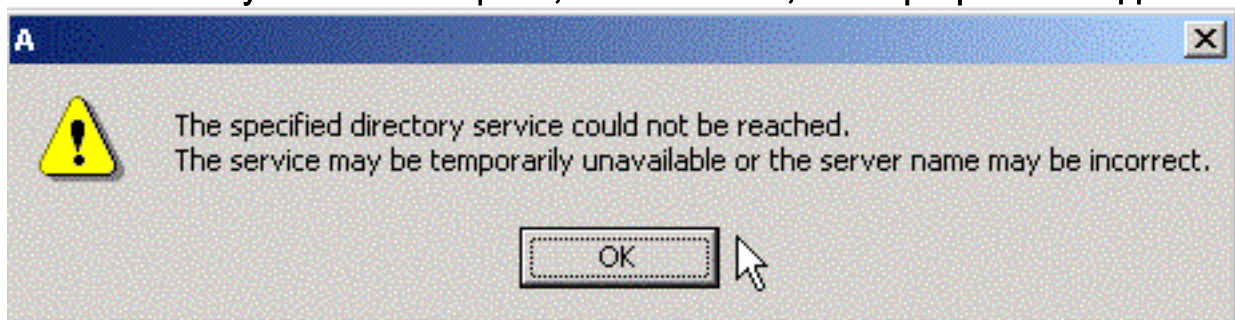 A
The specified directory service could not be reached.
The service may be temporarily unavailable or the server name may be incorrect.
OK